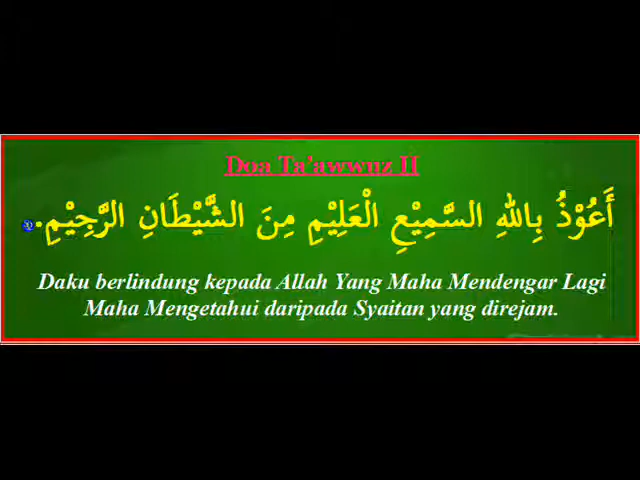 Doa Ta'awwuz II
أَعُوْذُ بِاللهِ السَّمِيْعِ الْعَلِيْمِ مِنَ الشَّيْطَانِ الرَّجِيْمِ.
Daku berlindung kepada Allah Yang Maha Mendengar Lagi
Maha Mengetahui daripada Syaitan yang direjam.